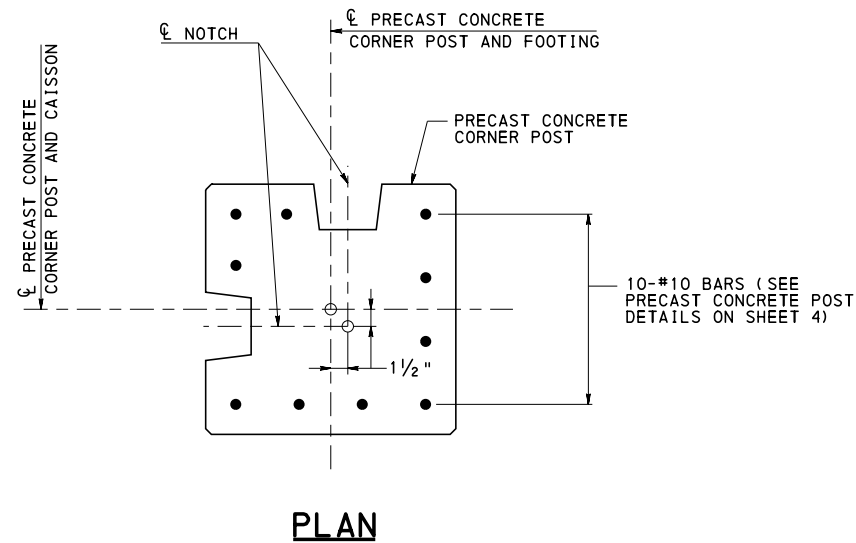 ℄ PRECAST CONCRETE
CORNER POST AND FOOTING
℄ NOTCH
℄ PRECAST CONCRETE
CORNER POST AND CAISSON
PRECAST CONCRETE
CORNER POST
10-#10 BARS (SEE
PRECAST CONCRETE POST
DETAILS ON SHEET 4)
1½"
PLAN